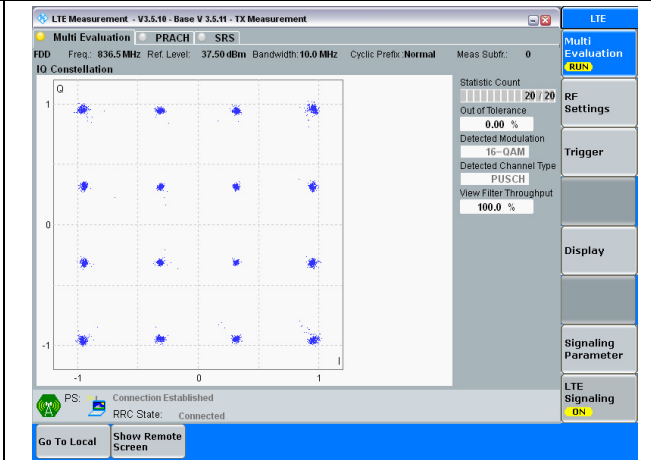 LTE Measurement - V3.5.10 - Base V 3.5.11 - TX Measurement
LTE
Multi Evaluation PRACH SRS
FDD Freq.: 836.5 MHz Ref. Level: 37.50 dBm Bandwidth: 10.0 MHz Cyclic Prefix :Normal Meas Subfr.: 0
IQ Constellation
Q
1
0
-1
I
-1 0 1
Statistic Count
20 / 20
Out of Tolerance
0.00 %
Detected Modulation
16-QAM
Detected Channel Type
PUSCH
View Filter Throughput
100.0 %
Multi
Evaluation
RUN
RF
Settings
Trigger
Display
Signaling
Parameter
LTE
Signaling
ON
PS: Connection Established
RRC State: Connected
Go To Local
Show Remote
Screen